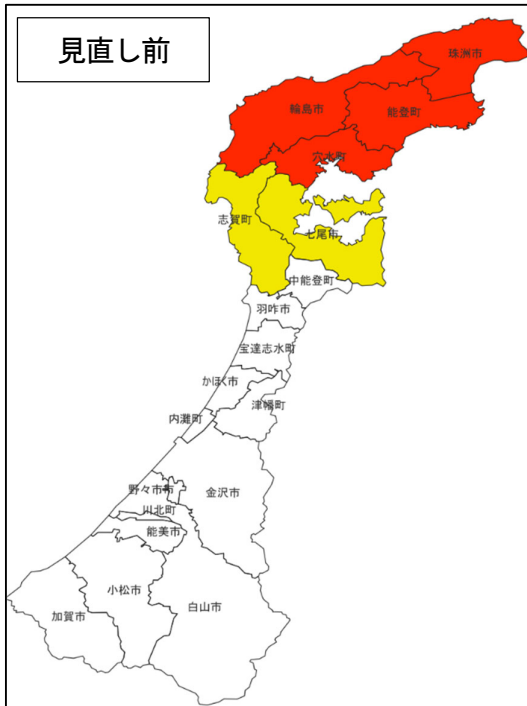 見直し前
珠洲市
輪島市
能登町
穴水町
志賀町
七尾市
中能登町
羽咋市
宝達志水町
かほく市
津幡町
内灘町
野々市市
金沢市
川北町
能美市
小松市
白山市
加賀市